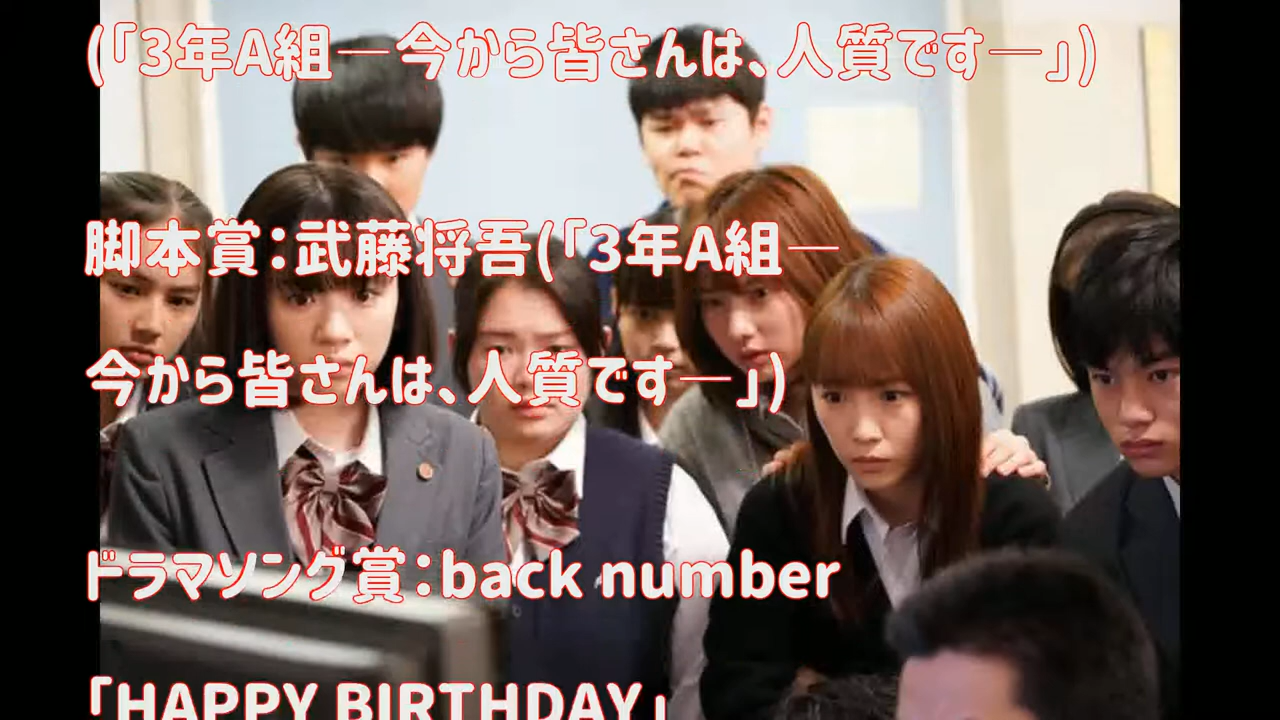 (「3年A組―今から皆さんは、人質です―」)
脚本賞：武藤将吾(「3年A組―
今から皆さんは、人質です―」)
ドラマソング賞：back number
「HAPPY BIRTHDAY」